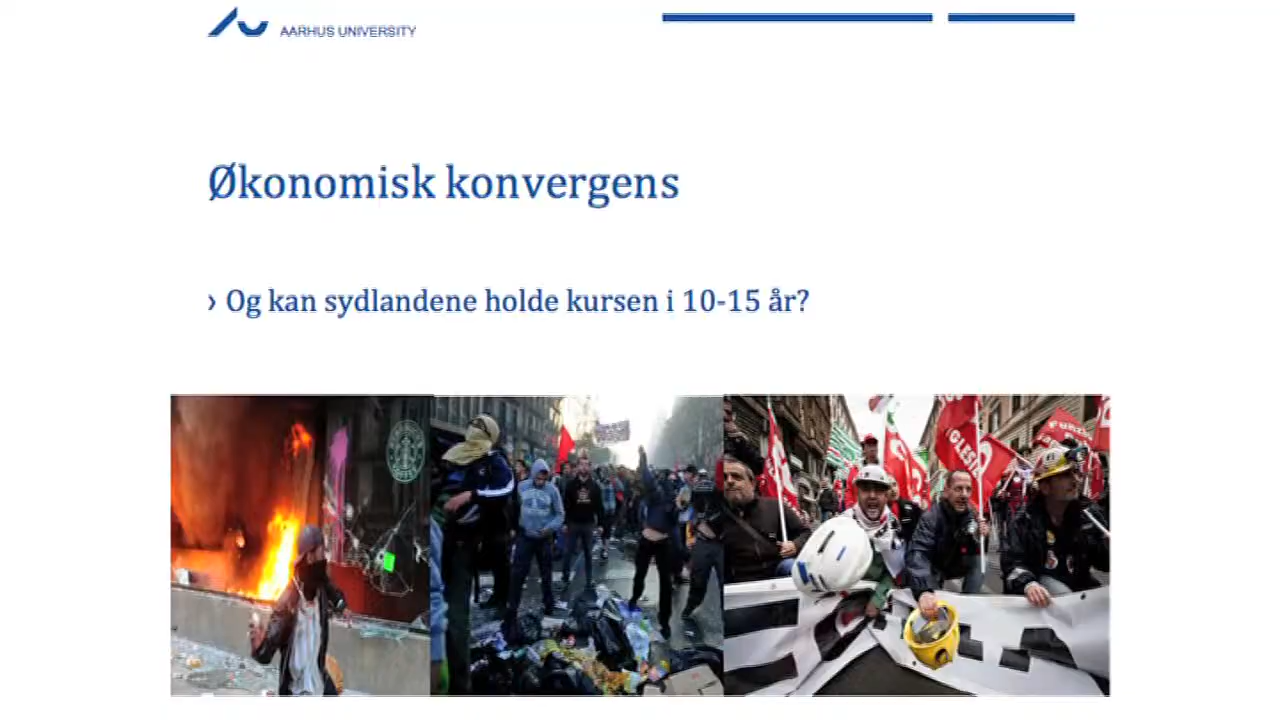 AARHUS UNIVERSITY
Økonomisk konvergens
› Og kan sydlandene holde kursen i 10-15 år?